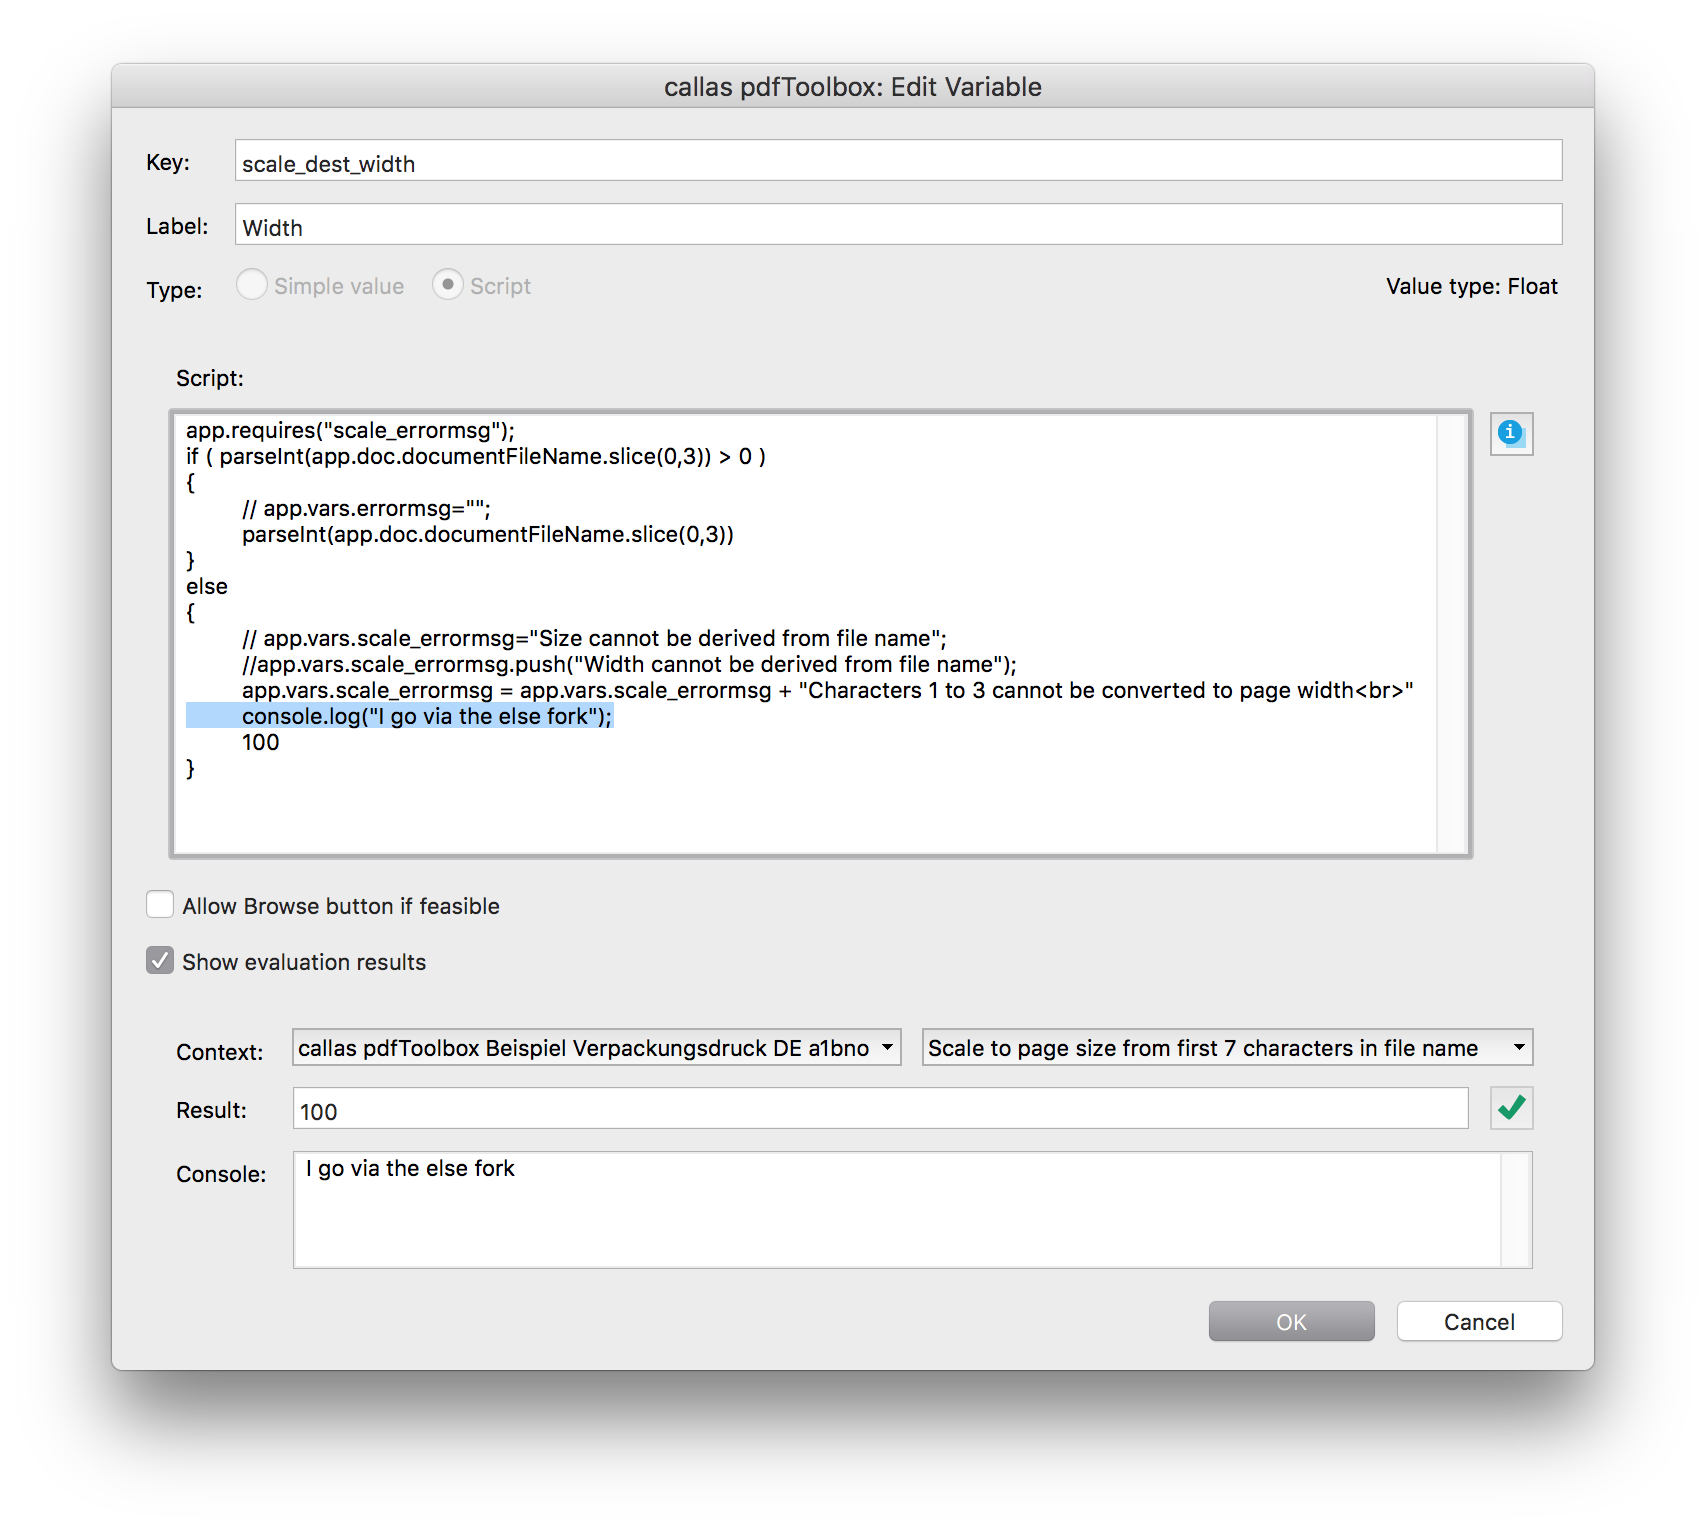 callas pdfToolbox: Edit Variable
Key: scale_dest_width
Label: Width
Type: Simple value Script Value type: Float
Script:
app.requires("scale_errormsg");
if ( parseInt(app.doc.documentFileName.slice(0,3)) > 0 )
{
// app.vars.errormsg="";
parseInt(app.doc.documentFileName.slice(0,3))
}
else
{
// app.vars.scale_errormsg="Size cannot be derived from file name";
//app.vars.scale_errormsg.push("Width cannot be derived from file name");
app.vars.scale_errormsg = app.vars.scale_errormsg + "Characters 1 to 3 cannot be converted to page width<br>"
console.log("I go via the else fork");
100
}
Allow Browse button if feasible
Show evaluation results
Context: callas pdfToolbox Beispiel Verpackungsdruck DE a1bno Scale to page size from first 7 characters in file name
Result: 100
Console: I go via the else fork
OK Cancel